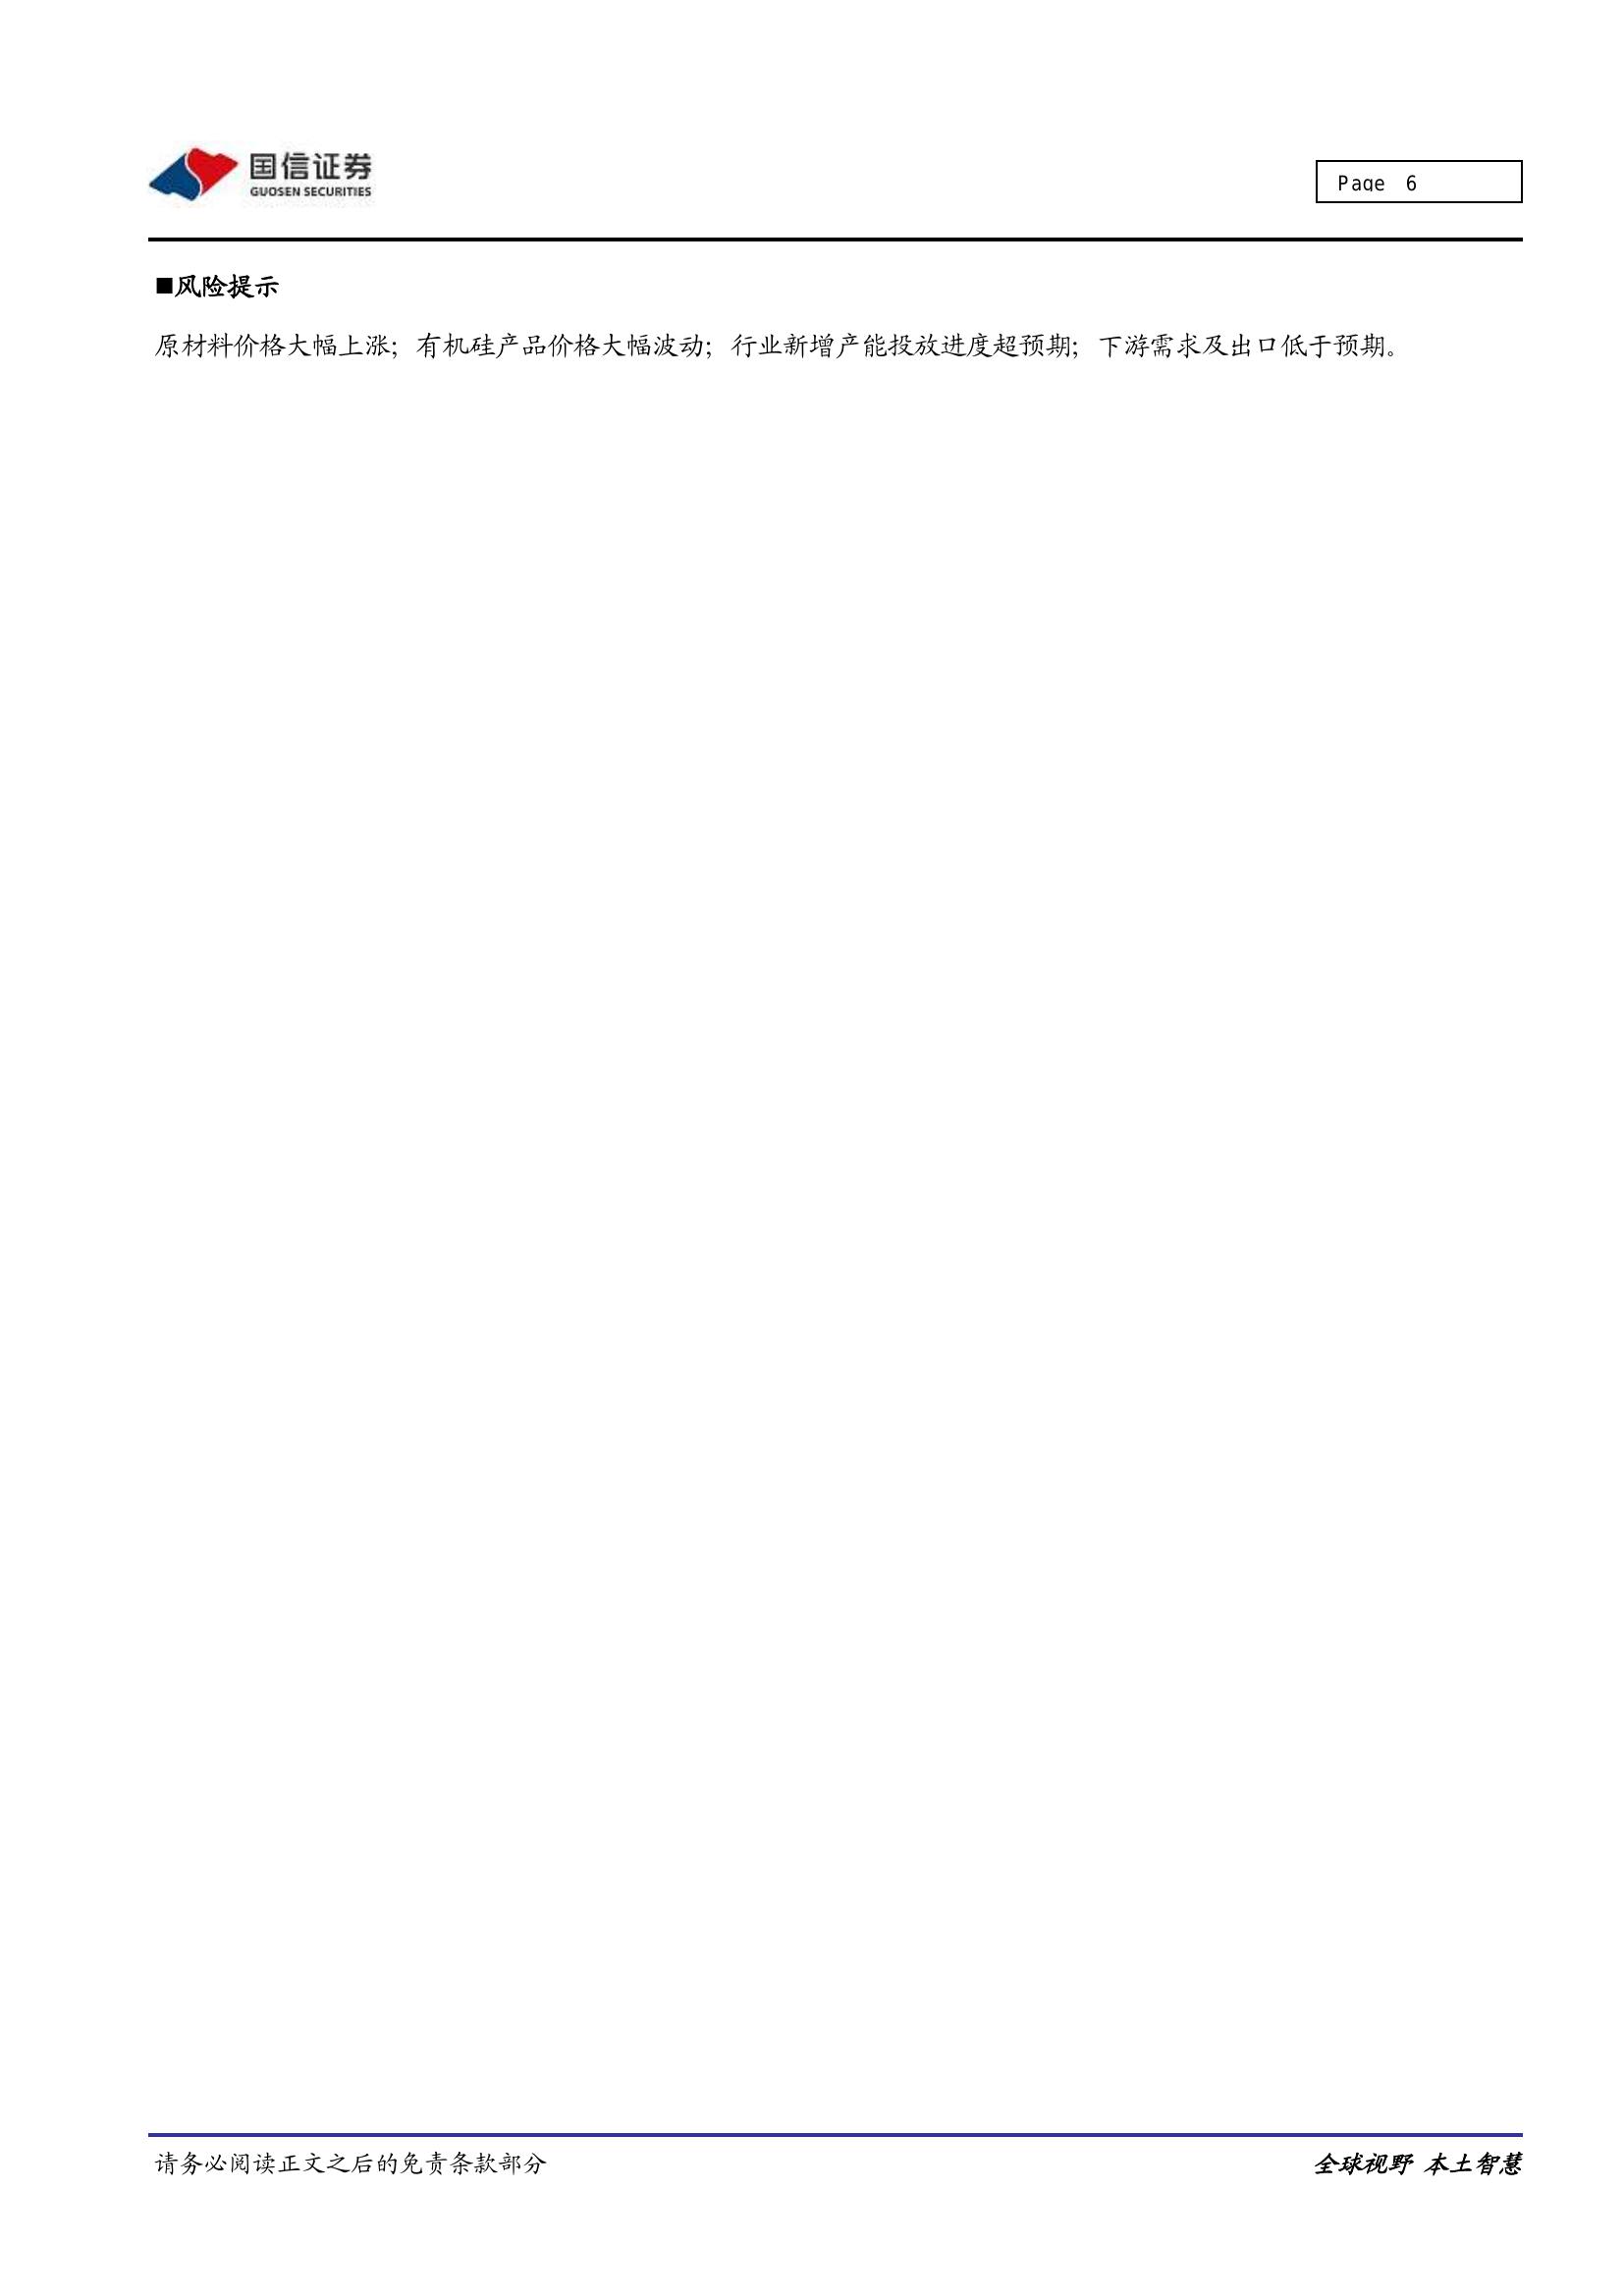 国信证券
GUOSEN SECURITIES
Page 6
■风险提示
原材料价格大幅上涨；有机硅产品价格大幅波动；行业新增产能投放进度超预期；下游需求及出口低于预期。
请务必阅读正文之后的免责条款部分
全球视野 本土智慧